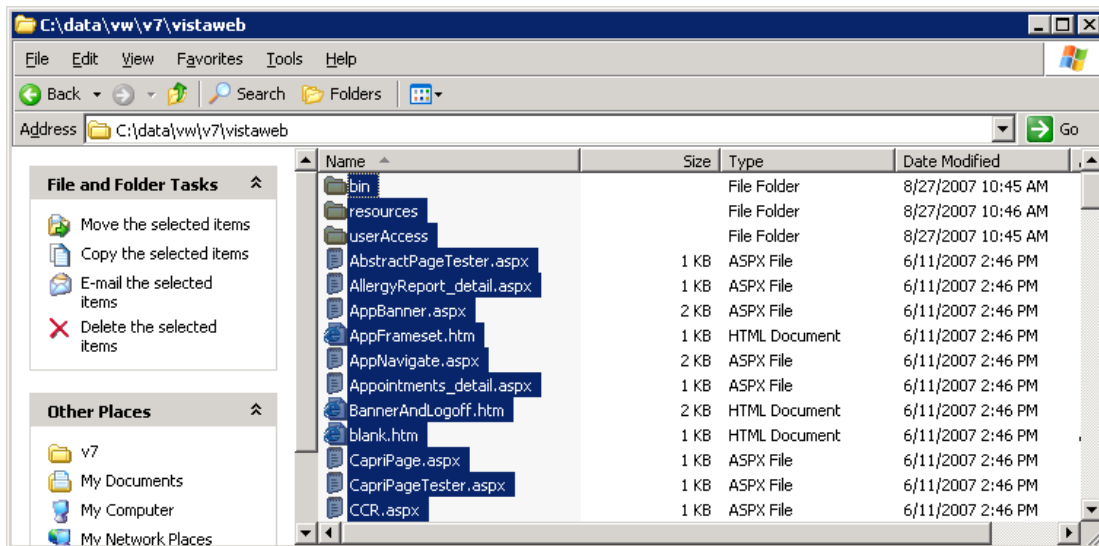 C:\data\vw\v7\vistaweb
File Edit View Favorites Tools Help
Back Search Folders
Address C:\data\vw\v7\vistaweb Go
File and Folder Tasks
Move the selected items
Copy the selected items
E-mail the selected
items
Delete the selected
items
Other Places
v7
My Documents
My Computer
My Network Places
Name Size Type Date Modified
bin File Folder 8/27/2007 10:45 AM
resources File Folder 8/27/2007 10:46 AM
userAccess File Folder 8/27/2007 10:45 AM
AbstractPageTester.aspx 1 KB ASPX File 6/11/2007 2:46 PM
AllergyReport_detail.aspx 1 KB ASPX File 6/11/2007 2:46 PM
AppBanner.aspx 2 KB ASPX File 6/11/2007 2:46 PM
AppFrameset.htm 1 KB HTML Document 6/11/2007 2:46 PM
AppNavigate.aspx 2 KB ASPX File 6/11/2007 2:46 PM
Appointments_detail.aspx 1 KB ASPX File 6/11/2007 2:46 PM
BannerAndLogoff.htm 2 KB HTML Document 6/11/2007 2:46 PM
blank.htm 1 KB HTML Document 6/11/2007 2:46 PM
CapriPage.aspx 1 KB ASPX File 6/11/2007 2:46 PM
CapriPageTester.aspx 1 KB ASPX File 6/11/2007 2:46 PM
CCR.aspx 1 KB ASPX File 6/11/2007 2:46 PM